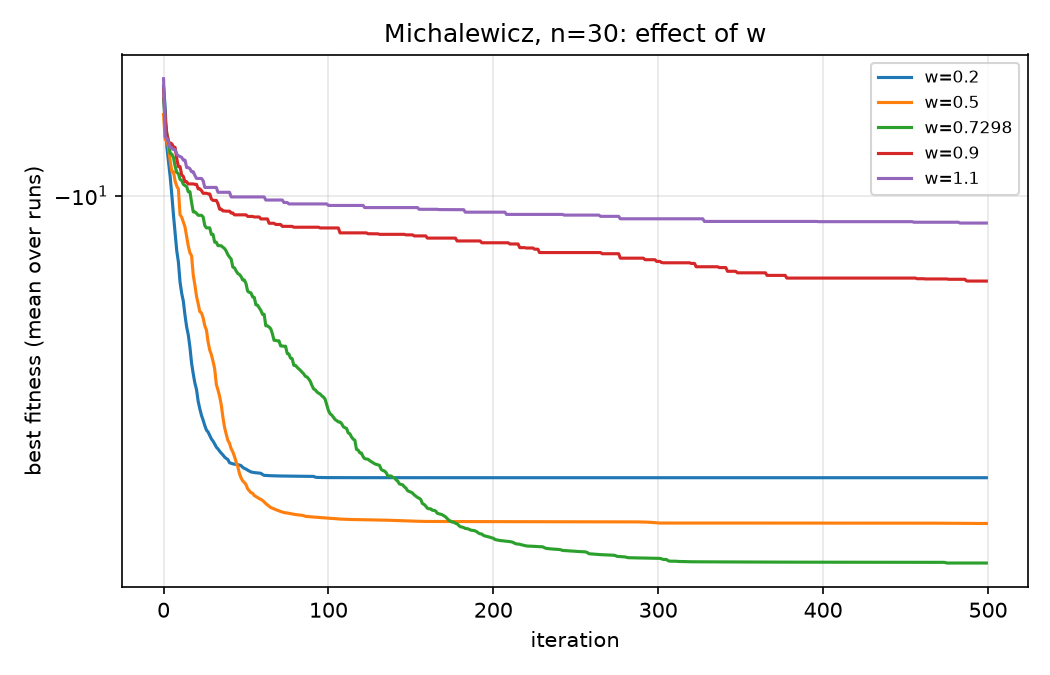 Michalewicz, n=30: effect of w
w=0.2
w=0.5
w=0.7298
w=0.9
w=1.1
best fitness (mean over runs)
−10¹
0 100 200 300 400 500
iteration